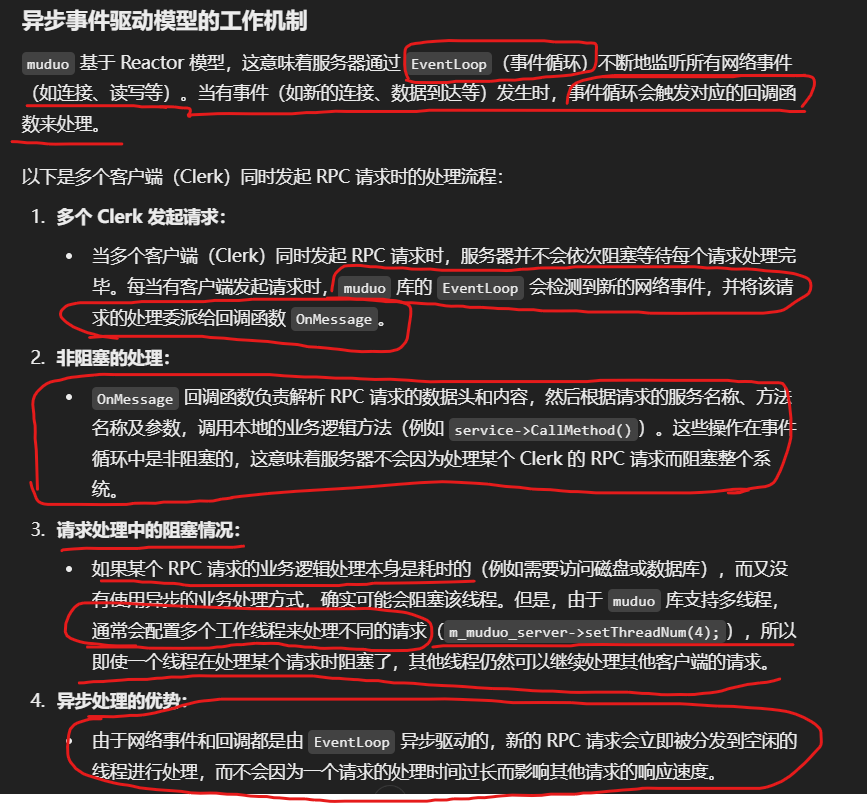 异步事件驱动模型的工作机制
muduo 基于 Reactor 模型，这意味着服务器通过 EventLoop （事件循环）不断地监听所有网络事件
（如连接、读写等）。当有事件（如新的连接、数据到达等）发生时，事件循环会触发对应的回调函
数来处理。
以下是多个客户端（Clerk）同时发起 RPC 请求时的处理流程：
1. 多个 Clerk 发起请求：
• 当多个客户端（Clerk）同时发起 RPC 请求时，服务器并不会依次阻塞等待每个请求处理完
毕。每当有客户端发起请求时， muduo 库的 EventLoop 会检测到新的网络事件，并将该请
求的处理委派给回调函数 OnMessage 。
2. 非阻塞的处理：
• OnMessage 回调函数负责解析 RPC 请求的数据头和内容，然后根据请求的服务名称、方法
名称及参数，调用本地的业务逻辑方法（例如 service->CallMethod() ）。这些操作在事件
循环中是非阻塞的，这意味着服务器不会因为处理某个 Clerk 的 RPC 请求而阻塞整个系
统。
3. 请求处理中的阻塞情况：
• 如果某个 RPC 请求的业务逻辑处理本身是耗时的（例如需要访问磁盘或数据库），而又没
有使用异步的业务处理方式，确实可能会阻塞该线程。但是，由于 muduo 库支持多线程，
通常会配置多个工作线程来处理不同的请求（ m_muduo_server->setThreadNum(4); ），所以
即使一个线程在处理某个请求时阻塞了，其他线程仍然可以继续处理其他客户端的请求。
4. 异步处理的优势：
• 由于网络事件和回调都是由 EventLoop 异步驱动的，新的 RPC 请求会立即被分发到空闲的
线程进行处理，而不会因为一个请求的处理时间过长而影响其他请求的响应速度。